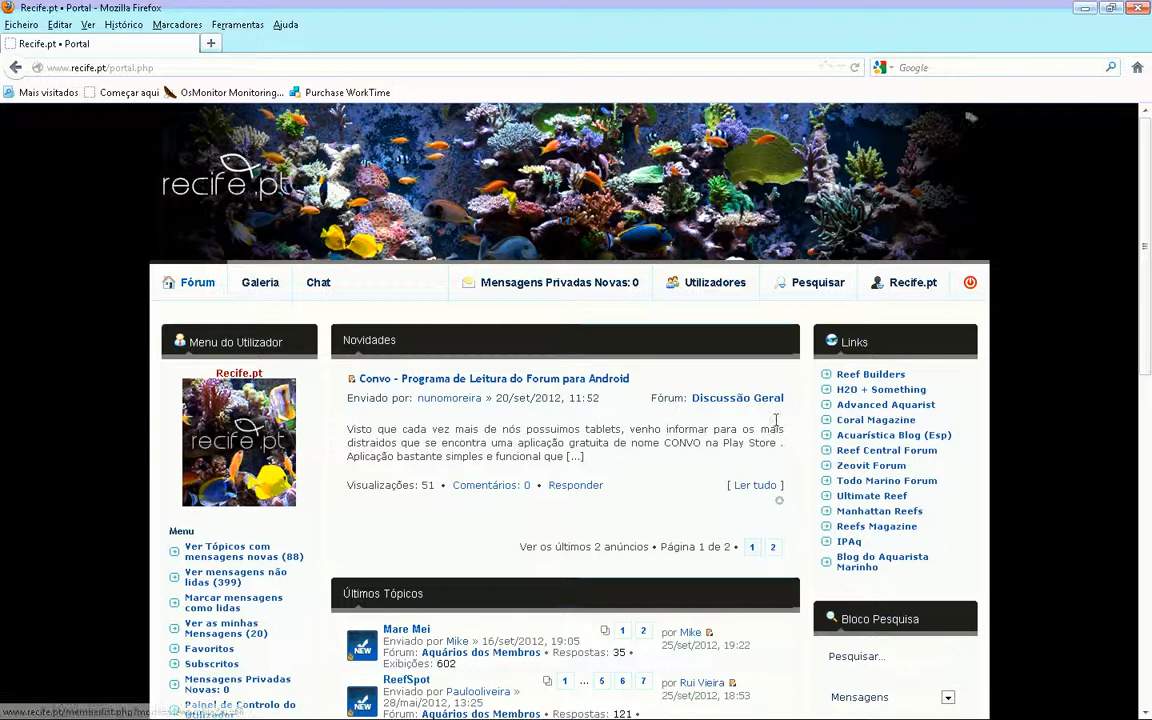 Recife.pt • Portal - Mozilla Firefox
Ficheiro Editar Ver Histórico Marcadores Ferramentas Ajuda
Recife.pt • Portal
www.recife.pt/portal.php
Google
Mais visitados Começar aqui OsMonitor Monitoring... Purchase WorkTime
recife.pt
Fórum Galeria Chat Mensagens Privadas Novas: 0 Utilizadores Pesquisar Recife.pt
Menu do Utilizador
Recife.pt
recife.pt
Menu
Ver Tópicos com
mensagens novas (88)
Ver mensagens não
lidas (399)
Marcar mensagens
como lidas
Ver as minhas
Mensagens (20)
Favoritos
Subscritos
Mensagens Privadas
Novas: 0
Painel de Controlo do
Novidades
Convo - Programa de Leitura do Forum para Android
Enviado por: nunomoreira » 20/set/2012, 11:52 Fórum: Discussão Geral
Visto que cada vez mais de nós possuimos tablets, venho informar para os mais
distraidos que se encontra uma aplicação gratuita de nome CONVO na Play Store .
Aplicação bastante simples e funcional que [...]
Visualizações: 51 • Comentários: 0 • Responder [ Ler tudo ]
Ver os últimos 2 anúncios • Página 1 de 2 • 1 2
Últimos Tópicos
NEW
Mare Mei 1 2
Enviado por Mike » 16/set/2012, 19:05
Fórum: Aquários dos Membros • Respostas: 35 •
Exibições: 602
por Mike
25/set/2012, 19:22
NEW
ReefSpot 1 ... 5 6 7
Enviado por Paulooliveira »
28/mai/2012, 13:25
Fórum: Aquários dos Membros • Respostas: 121 •
por Rui Vieira
25/set/2012, 18:53
Links
Reef Builders
H2O + Something
Advanced Aquarist
Coral Magazine
Acuarística Blog (Esp)
Reef Central Forum
Zeovit Forum
Todo Marino Forum
Ultimate Reef
Manhattan Reefs
Reefs Magazine
IPAq
Blog do Aquarista
Marinho
Bloco Pesquisa
Pesquisar...
Mensagens